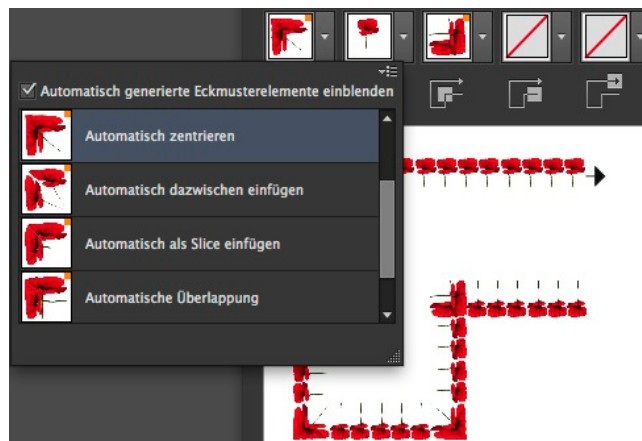 Automatisch generierte Eckmusterelemente einblenden
Automatisch zentrieren
Automatisch dazwischen einfügen
Automatisch als Slice einfügen
Automatische Überlappung